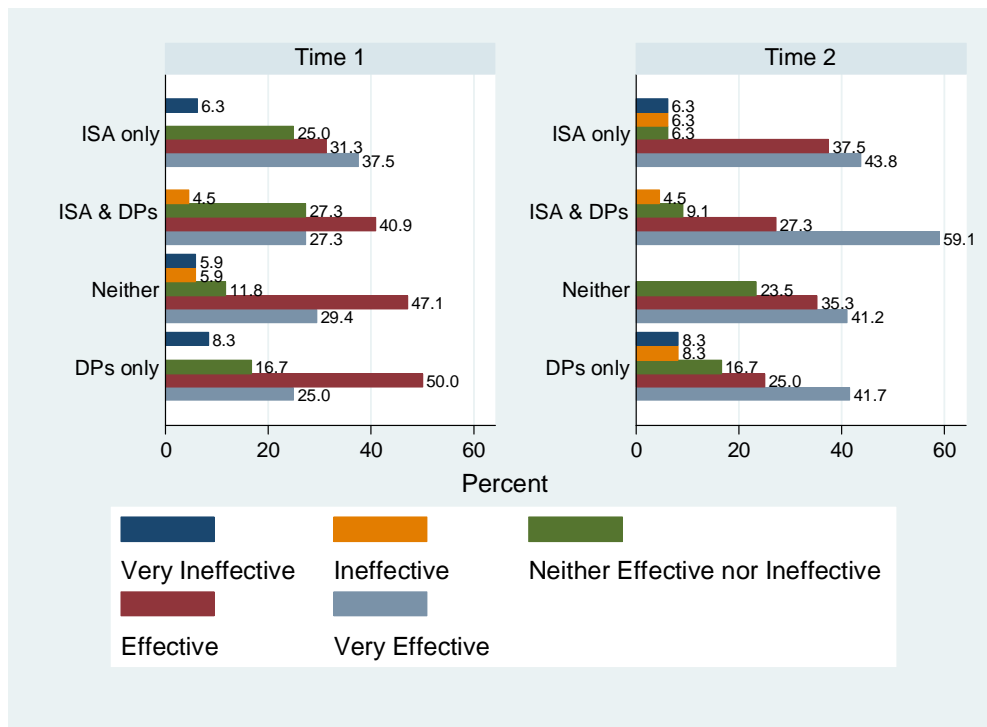 Time 1
ISA only
6.3
25.0
31.3
37.5
ISA & DPs
4.5
27.3
40.9
27.3
Neither
5.9
5.9
11.8
47.1
29.4
DPs only
8.3
16.7
50.0
25.0
0 20 40 60
Time 2
ISA only
6.3
6.3
6.3
37.5
43.8
ISA & DPs
4.5
9.1
27.3
59.1
Neither
23.5
35.3
41.2
DPs only
8.3
8.3
16.7
25.0
41.7
0 20 40 60
Percent
Very Ineffective Ineffective Neither Effective nor Ineffective
Effective Very Effective